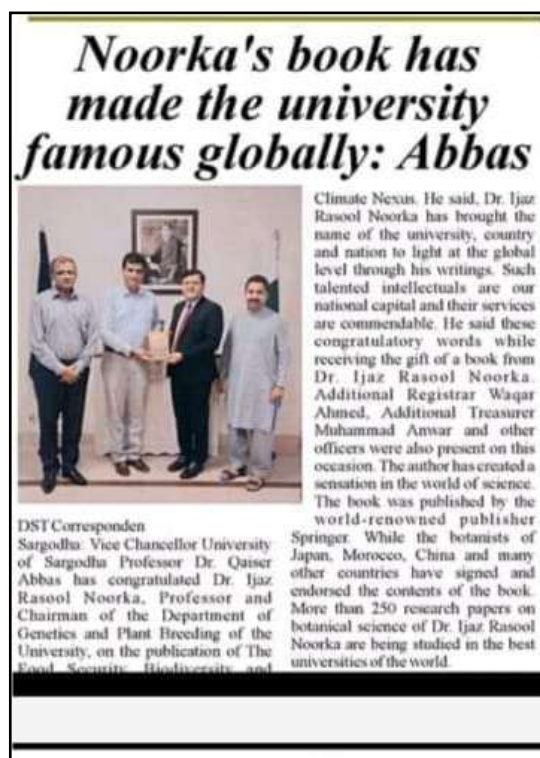 Noorka's book has
made the university
famous globally: Abbas
DST Corresponden
Sargodha: Vice Chancellor University
of Sargodha Professor Dr. Qaiser
Abbas has congratulated Dr. Ijaz
Rasool Noorka, Professor and
Chairman of the Department of
Genetics and Plant Breeding of the
University, on the publication of The
Food Security, Biodiversity and
Climate Nexus. He said, Dr. Ijaz
Rasool Noorka has brought the
name of the university, country
and nation to light at the global
level through his writings. Such
talented intellectuals are our
national capital and their services
are commendable. He said these
congratulatory words while
receiving the gift of a book from
Dr. Ijaz Rasool Noorka.
Additional Registrar Waqar
Ahmed, Additional Treasurer
Muhammad Anwar and other
officers were also present on this
occasion. The author has created a
sensation in the world of science.
The book was published by the
world-renowned publisher
Springer. While the botanists of
Japan, Morocco, China and many
other countries have signed and
endorsed the contents of the book.
More than 250 research papers on
botanical science of Dr. Ijaz Rasool
Noorka are being studied in the best
universities of the world.